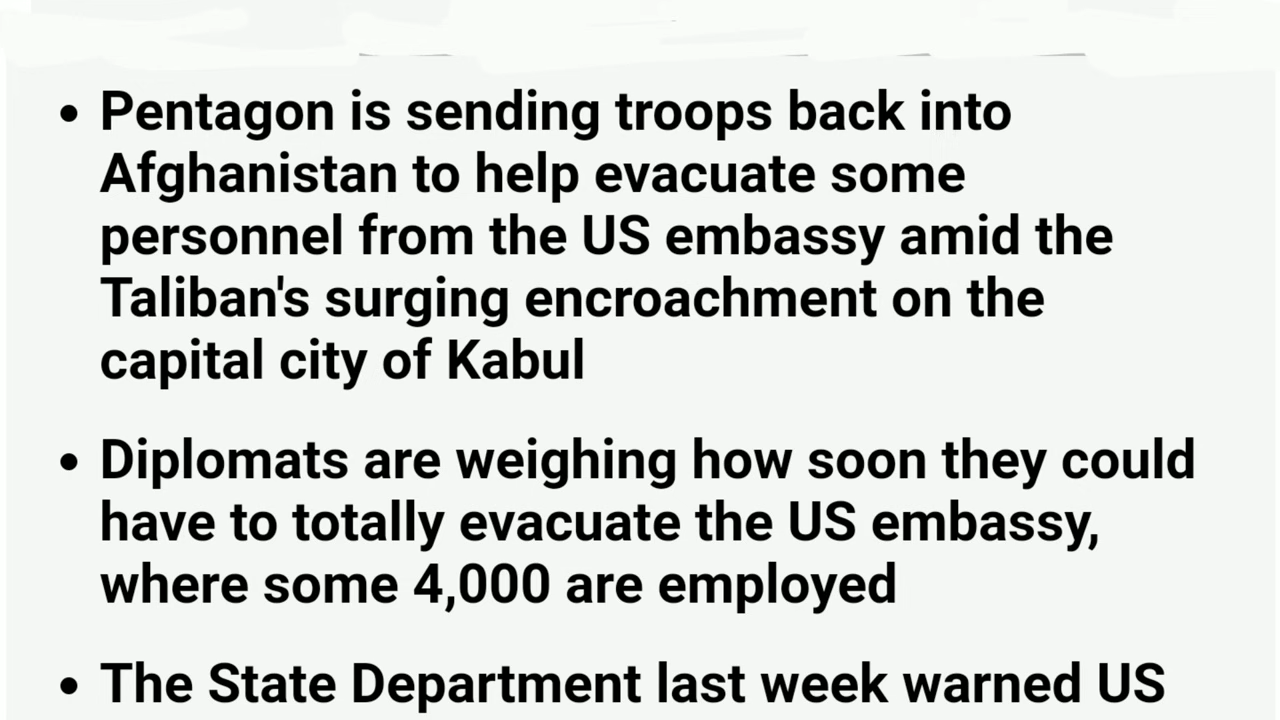 • Pentagon is sending troops back into
Afghanistan to help evacuate some
personnel from the US embassy amid the
Taliban's surging encroachment on the
capital city of Kabul
• Diplomats are weighing how soon they could
have to totally evacuate the US embassy,
where some 4,000 are employed
• The State Department last week warned US